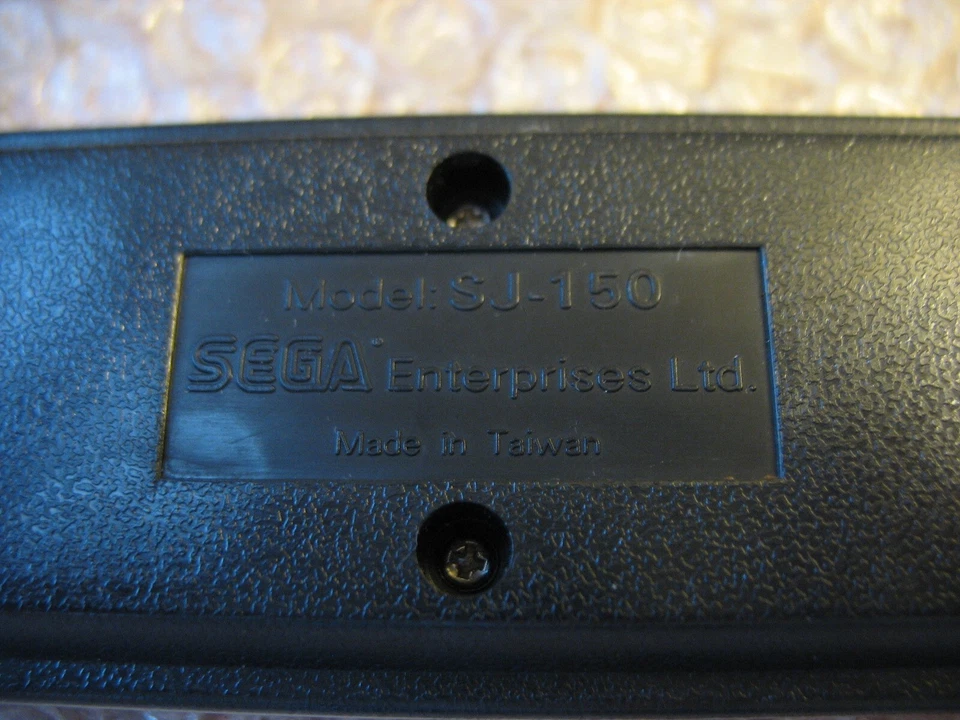 Model: SJ-150
SEGA® Enterprises Ltd.
Made in Taiwan